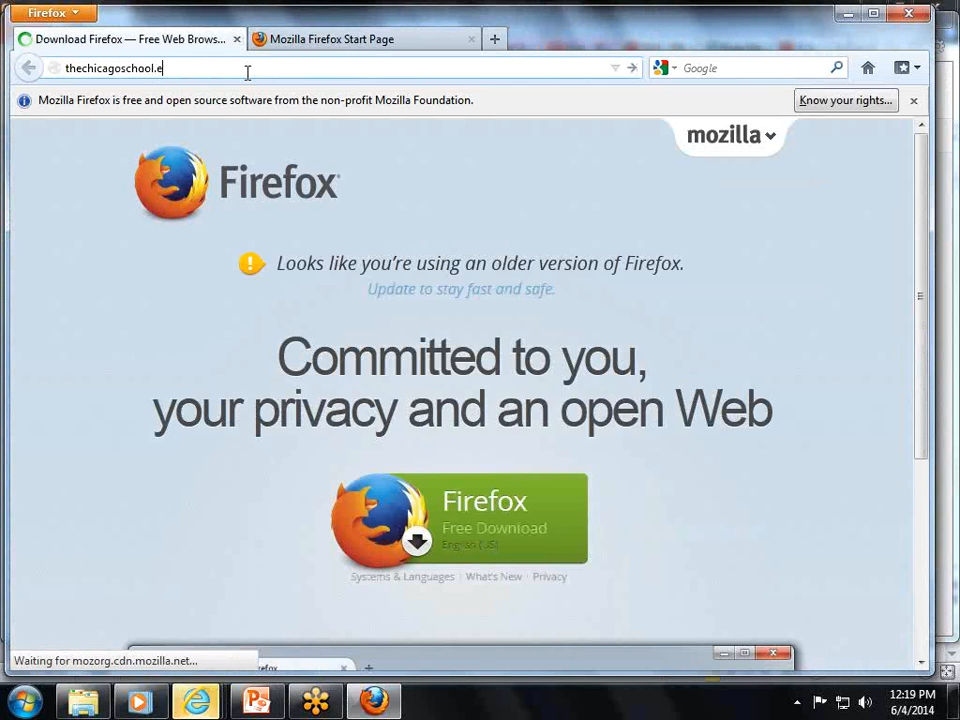 Firefox
Download Firefox — Free Web Brows...
Mozilla Firefox Start Page
thechicagoschool.e
Google
Mozilla Firefox is free and open source software from the non-profit Mozilla Foundation.
Know your rights...
mozilla
Firefox
Looks like you're using an older version of Firefox.
Update to stay fast and safe.
Committed to you,
your privacy and an open Web
Firefox
Free Download
English (US)
Systems & Languages
What's New
Privacy
Waiting for mozorg.cdn.mozilla.net...
efox
12:19 PM
6/4/2014